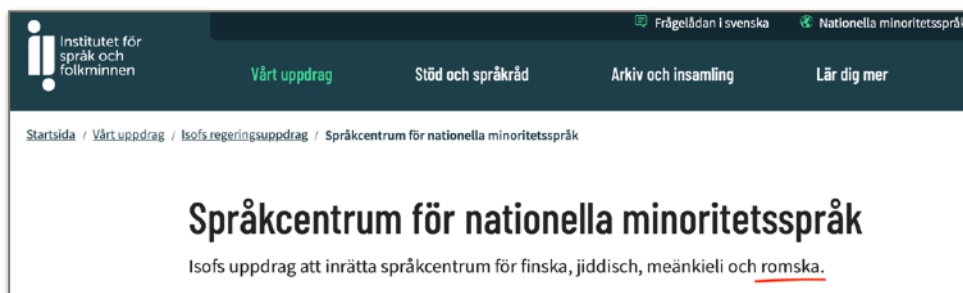 Frågelådan i svenska Nationella minoritetsspråk
Institutet för
språk och
folkminnen
Vårt uppdrag Stöd och språkråd Arkiv och insamling Lär dig mer
Startsida / Vårt uppdrag / Isofs regeringsuppdrag / Språkcentrum för nationella minoritetsspråk
Språkcentrum för nationella minoritetsspråk
Isofs uppdrag att inrätta språkcentrum för finska, jiddisch, meänkieli och romska.